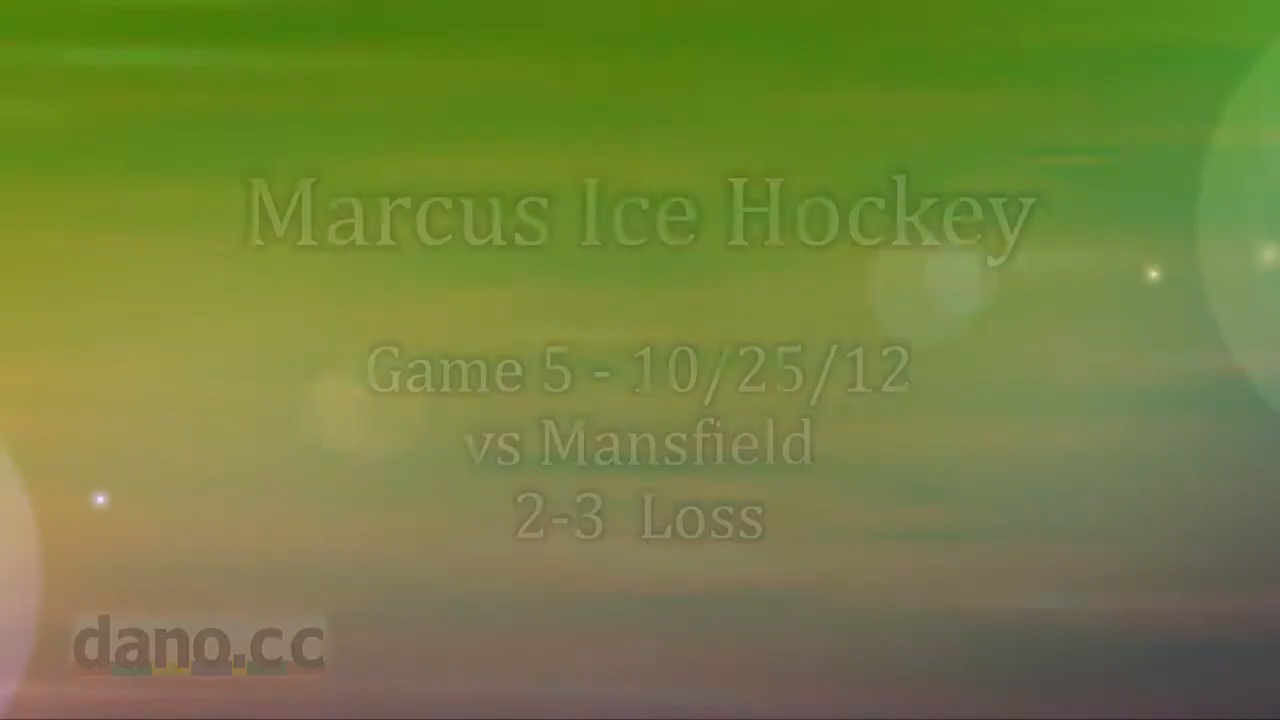 Marcus Ice Hockey
Game 5 - 10/25/12
vs Mansfield
2-3 Loss
dano.cc